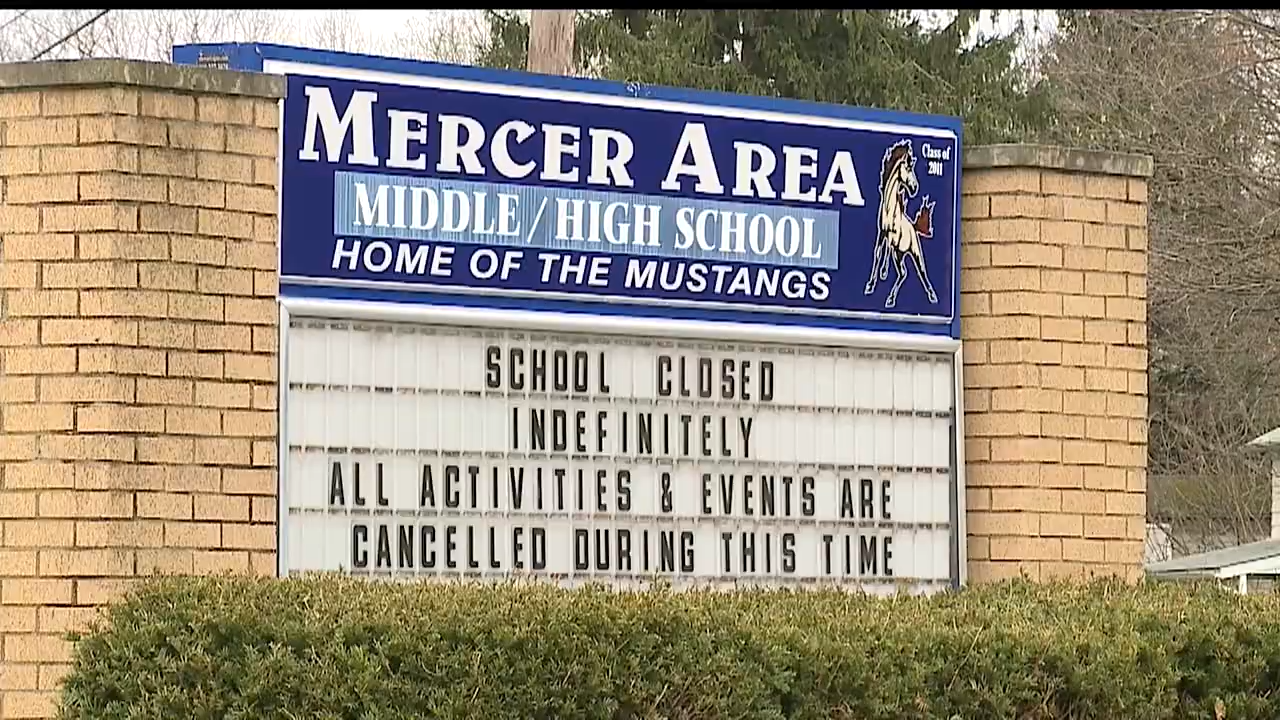 MERCER AREA
Class of
2011
MIDDLE / HIGH SCHOOL
HOME OF THE MUSTANGS
SCHOOL CLOSED
INDEFINITELY
ALL ACTIVITIES & EVENTS ARE
CANCELLED DURING THIS TIME